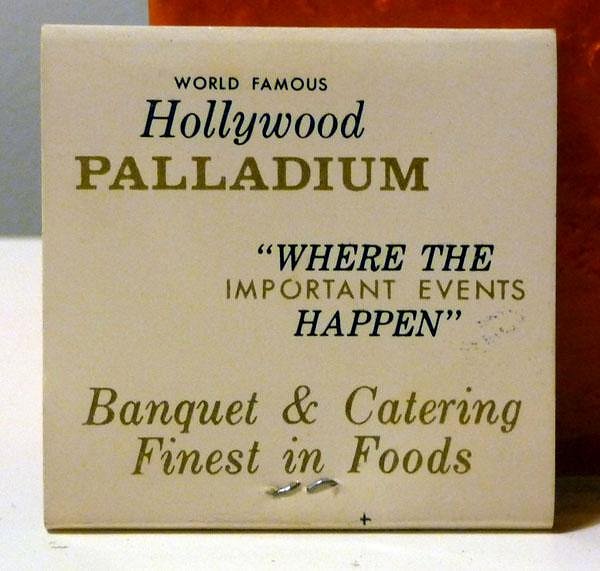 WORLD FAMOUS
Hollywood
PALLADIUM
“WHERE THE
IMPORTANT EVENTS
HAPPEN”
Banquet & Catering
Finest in Foods